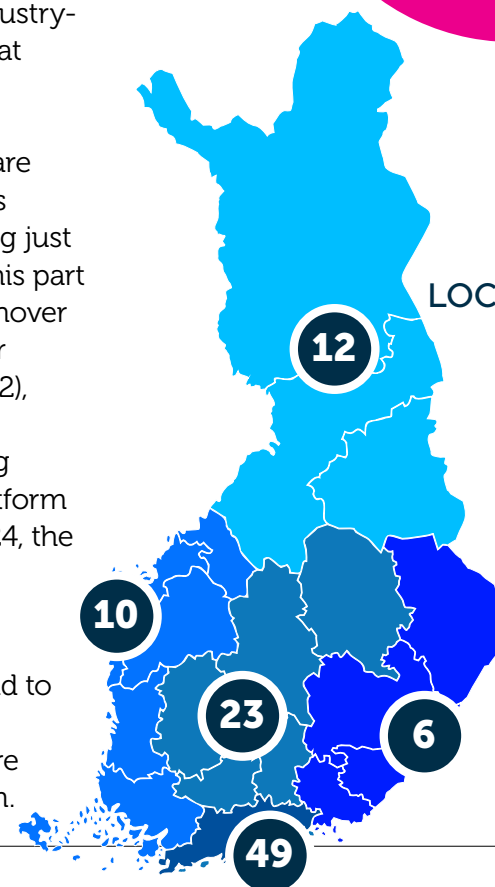 ustry-
at
are
s
g just
his part
nover
r
2),
g
tform
24, the
d to
re
n.
LOC
12
10
23
6
49